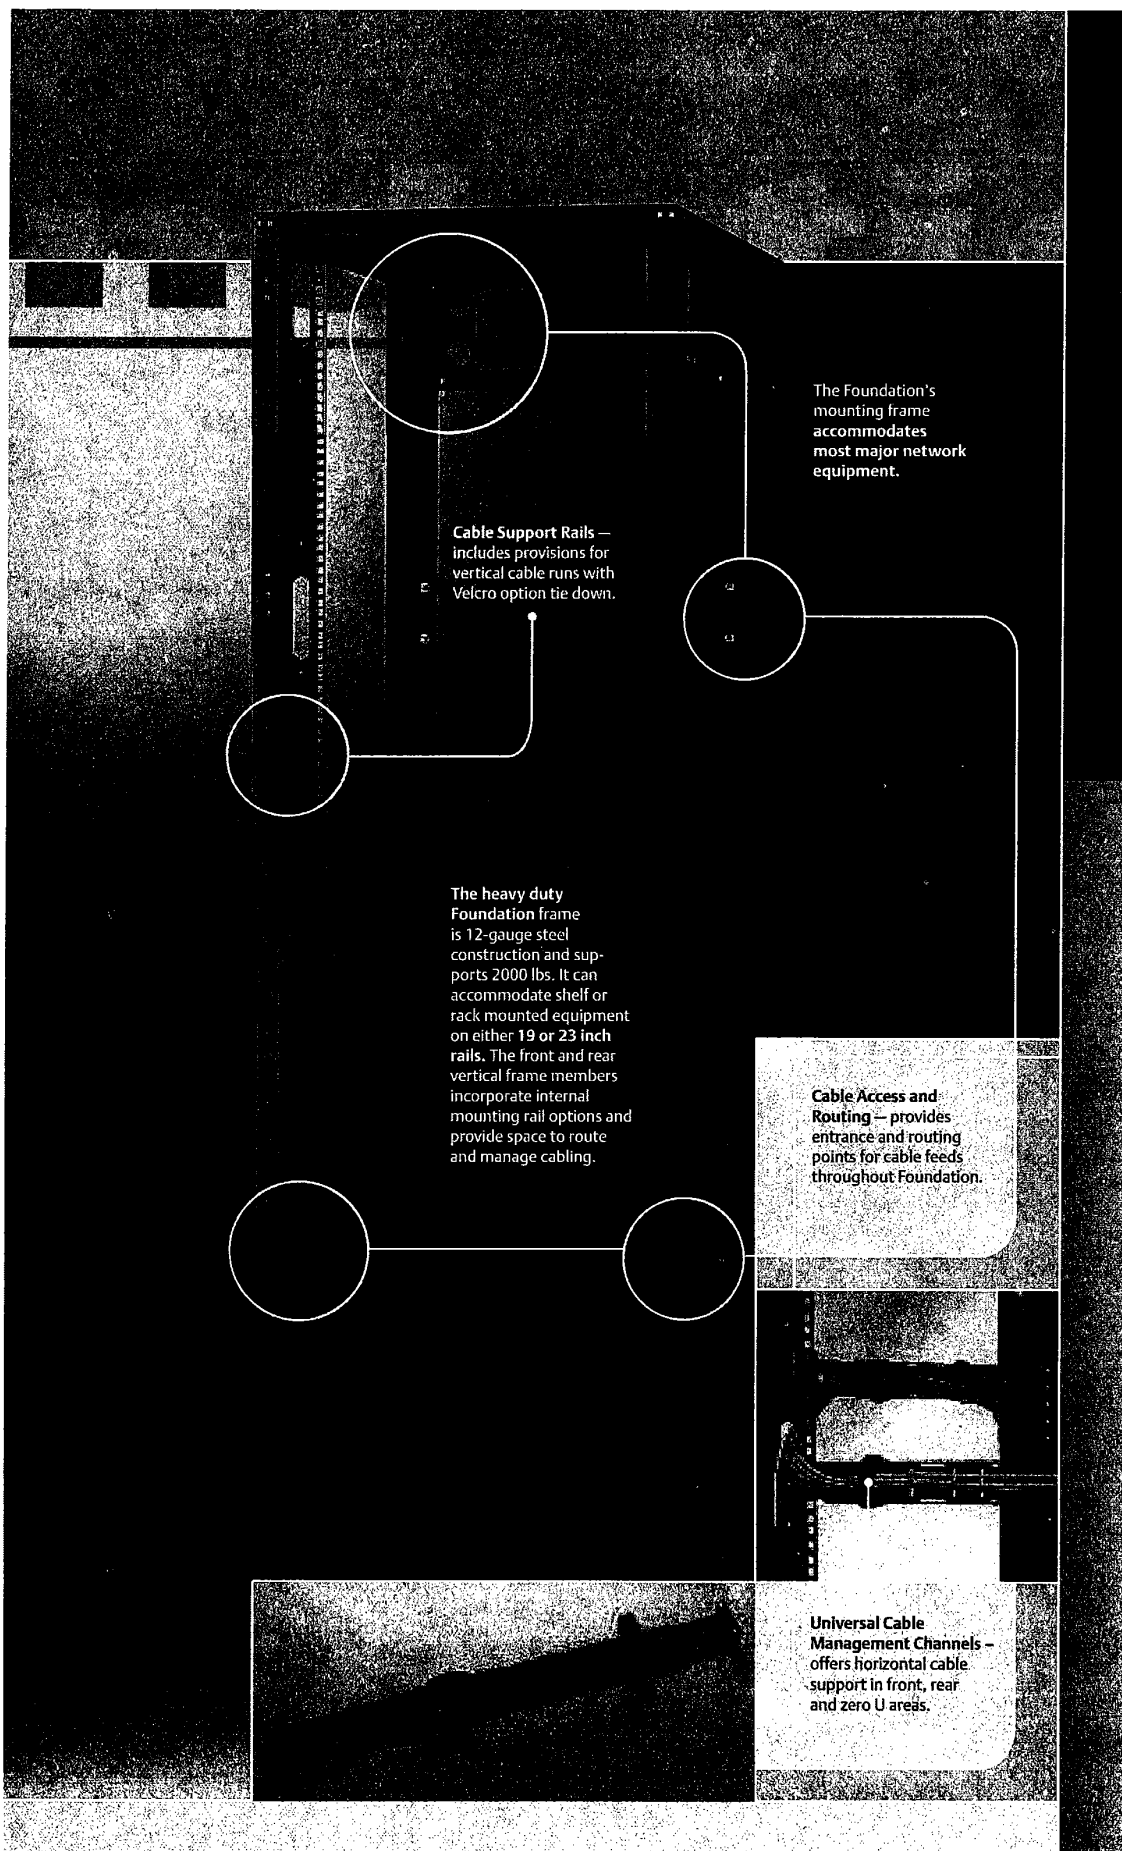 The Foundation's
mounting frame
accommodates
most major network
equipment.
Cable Support Rails —
includes provisions for
vertical cable runs with
Velcro option tie down.
The heavy duty
Foundation frame
is 12-gauge steel
construction and sup-
ports 2000 lbs. It can
accommodate shelf or
rack mounted equipment
on either 19 or 23 inch
rails. The front and rear
vertical frame members
incorporate internal
mounting rail options and
provide space to route
and manage cabling.
Cable Access and
Routing — provides
entrance and routing
points for cable feeds
throughout Foundation.
Universal Cable
Management Channels –
offers horizontal cable
support in front, rear
and zero U areas.